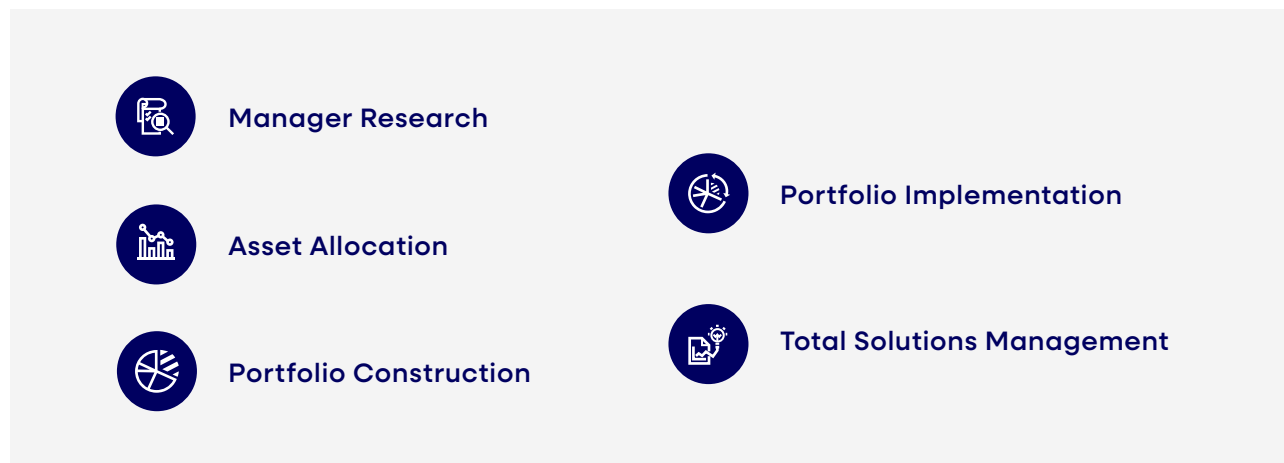 Manager Research
Asset Allocation
Portfolio Construction
Portfolio Implementation
Total Solutions Management